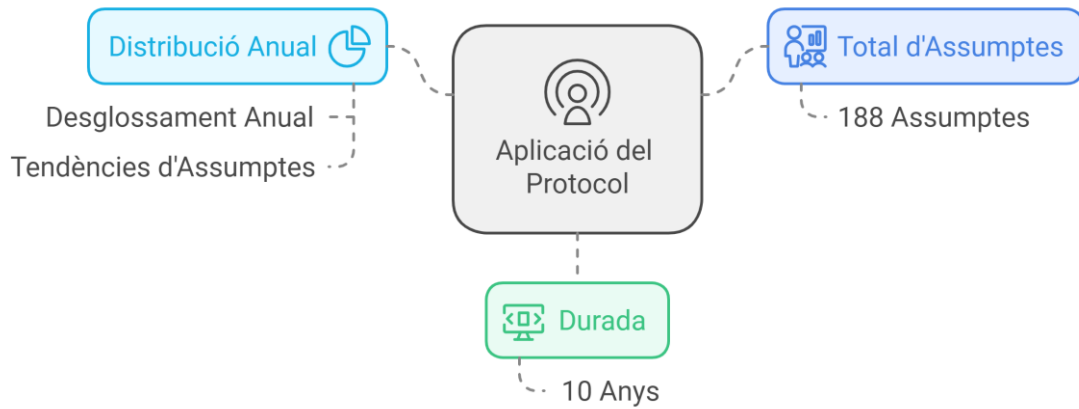 Distribució Anual
Desglossament Anual
Tendències d'Assumptes
Aplicació del
Protocol
Total d'Assumptes
188 Assumptes
Durada
10 Anys